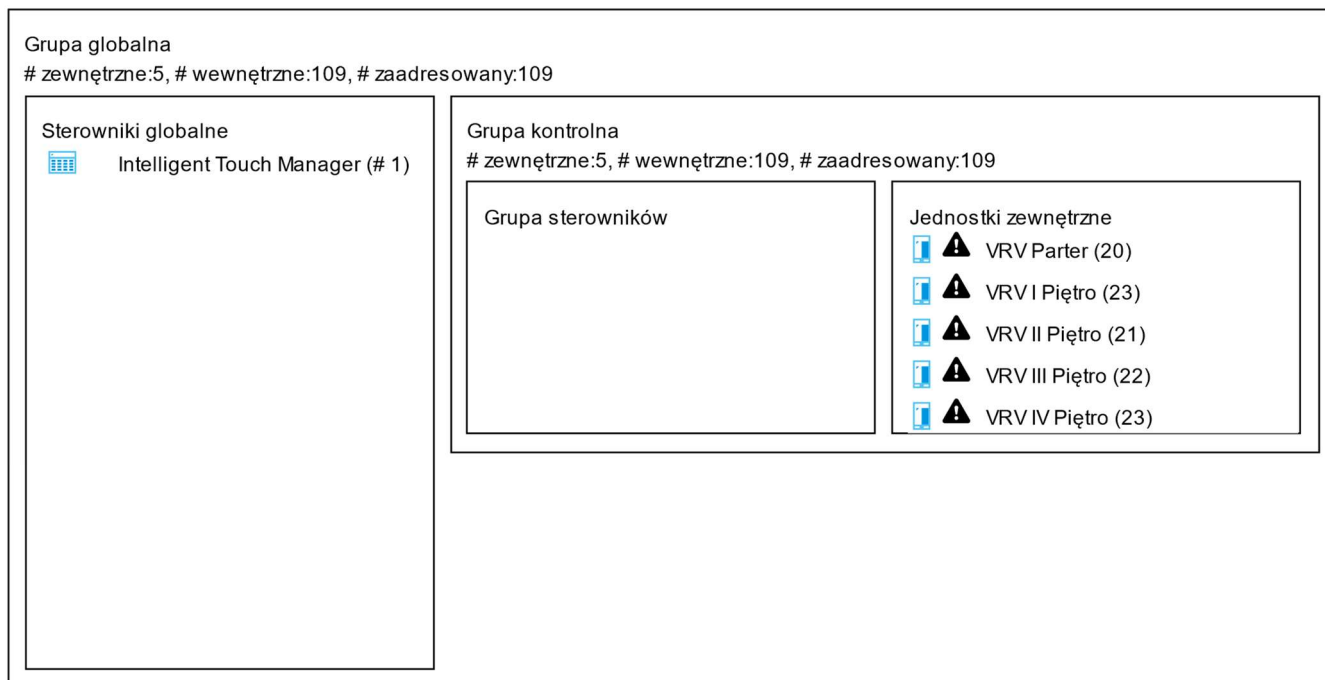 Grupa globalna
# zewnętrzne:5, # wewnętrzne:109, # zaadresowany:109
Sterowniki globalne
Intelligent Touch Manager (# 1)
Grupa kontrolna
# zewnętrzne:5, # wewnętrzne:109, # zaadresowany:109
Grupa sterowników
Jednostki zewnętrzne
VRV Parter (20)
VRV I Piętro (23)
VRV II Piętro (21)
VRV III Piętro (22)
VRV IV Piętro (23)